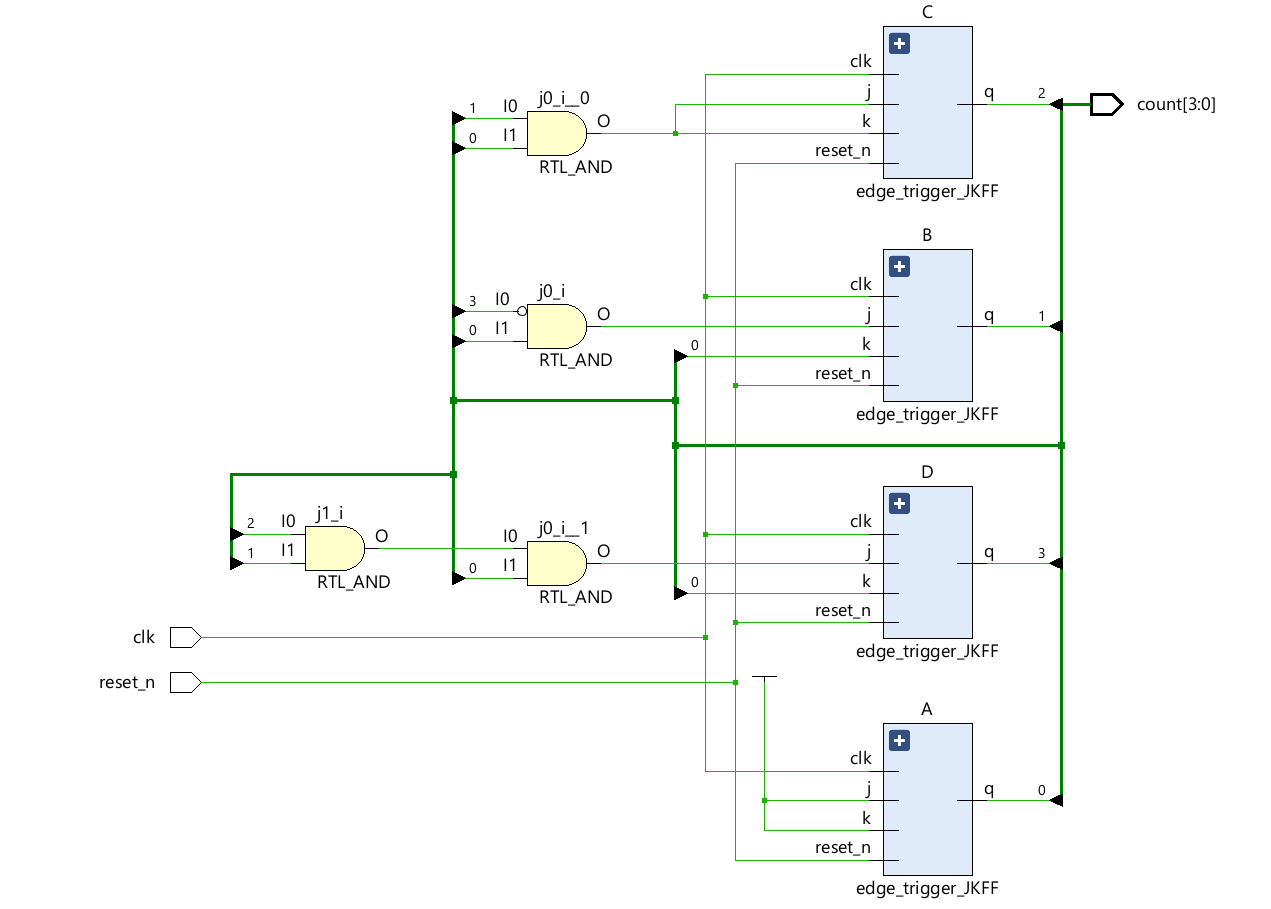 C
clk
j
k
reset_n
q
2
edge_trigger_JKFF
count[3:0]
1
I0
0
I1
j0_i__0
O
RTL_AND
B
clk
j
k
reset_n
q
1
edge_trigger_JKFF
3
I0
0
I1
j0_i
O
RTL_AND
0
D
clk
j
k
reset_n
q
3
edge_trigger_JKFF
2
I0
1
I1
j1_i
O
RTL_AND
I0
0
I1
j0_i__1
O
RTL_AND
0
clk
reset_n
A
clk
j
k
reset_n
q
0
edge_trigger_JKFF